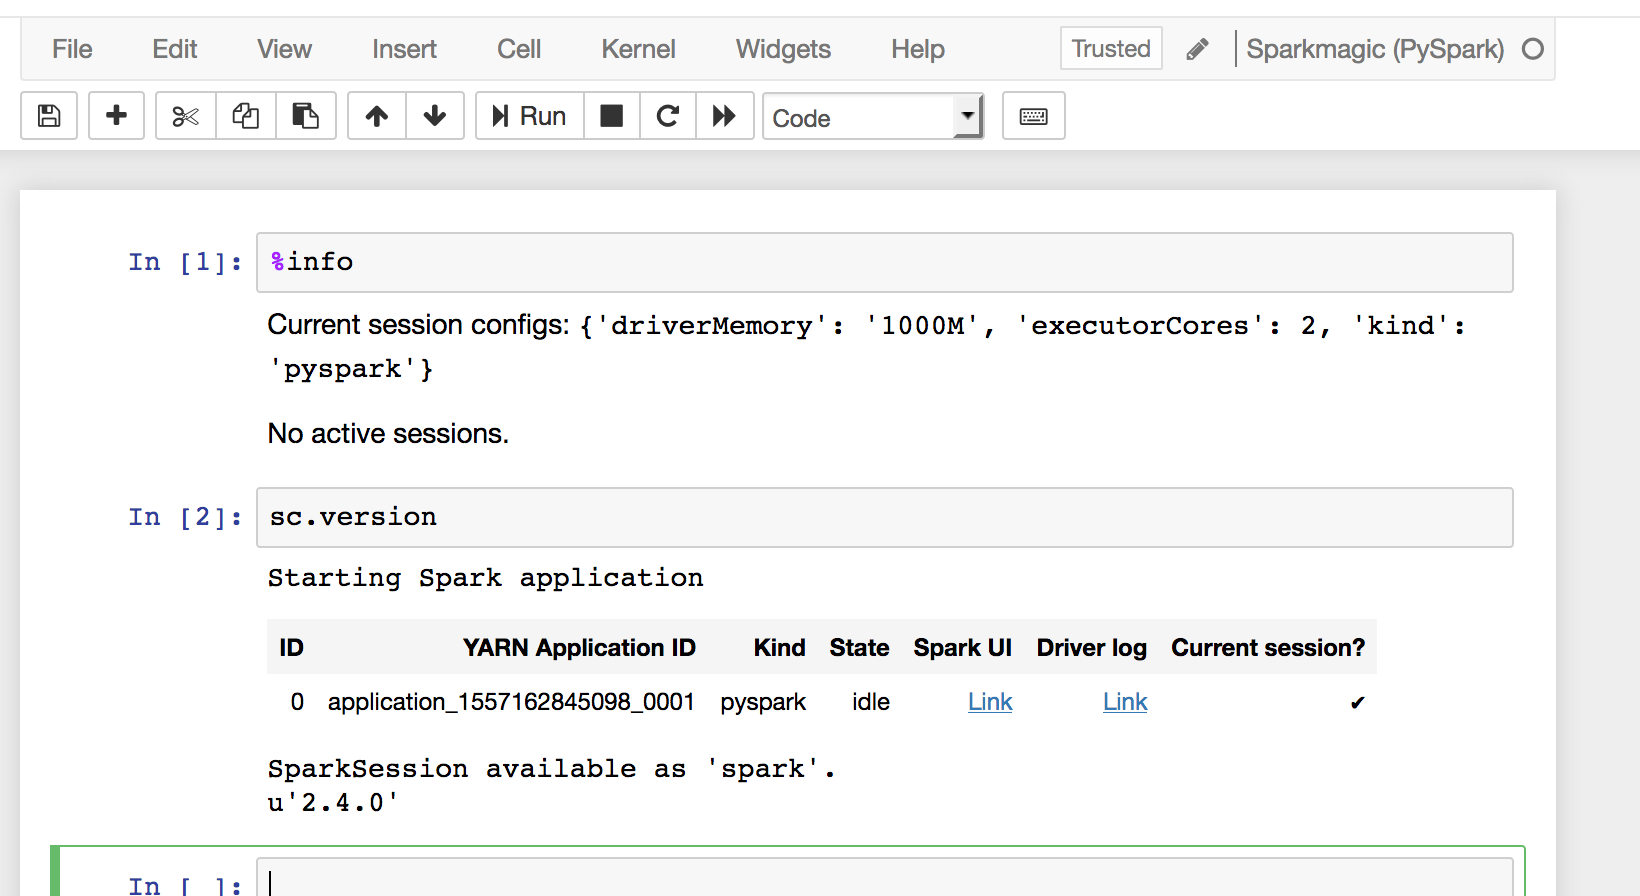 File Edit View Insert Cell Kernel Widgets Help Trusted Sparkmagic (PySpark)
Run Code
In [1]: %info
Current session configs: {'driverMemory': '1000M', 'executorCores': 2, 'kind':
'pyspark'}
No active sessions.
In [2]: sc.version
Starting Spark application
ID YARN Application ID Kind State Spark UI Driver log Current session?
0 application_1557162845098_0001 pyspark idle Link Link ✔
SparkSession available as 'spark'.
u'2.4.0'
In [ ]: